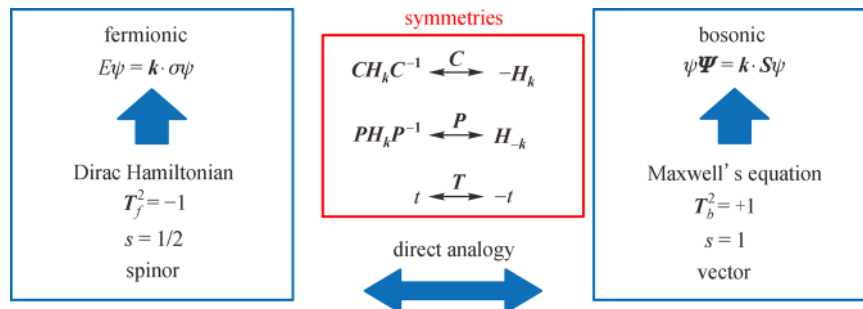 fermionic
Eψ = k · σψ
Dirac Hamiltonian
T_f^2 = −1
s = 1/2
spinor
symmetries
CH_kC^{-1} ⟷ C −H_k
PH_kP^{-1} ⟷ P H_{-k}
t ⟷ T −t
direct analogy
bosonic
ψΨ = k · Sψ
Maxwell's equation
T_b^2 = +1
s = 1
vector